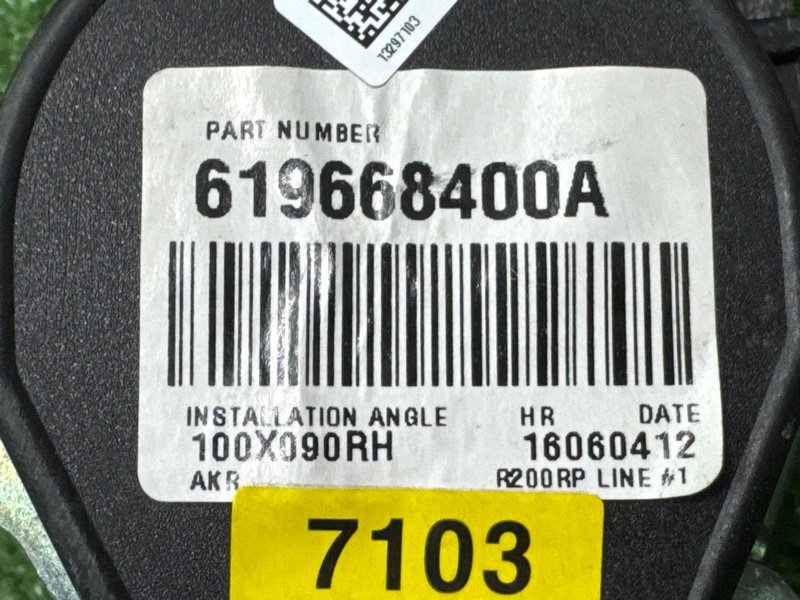 T3297103
PART NUMBER
619668400A
INSTALLATION ANGLE HR DATE
100X090RH 16060412
AKR R200RP LINE #1
7103